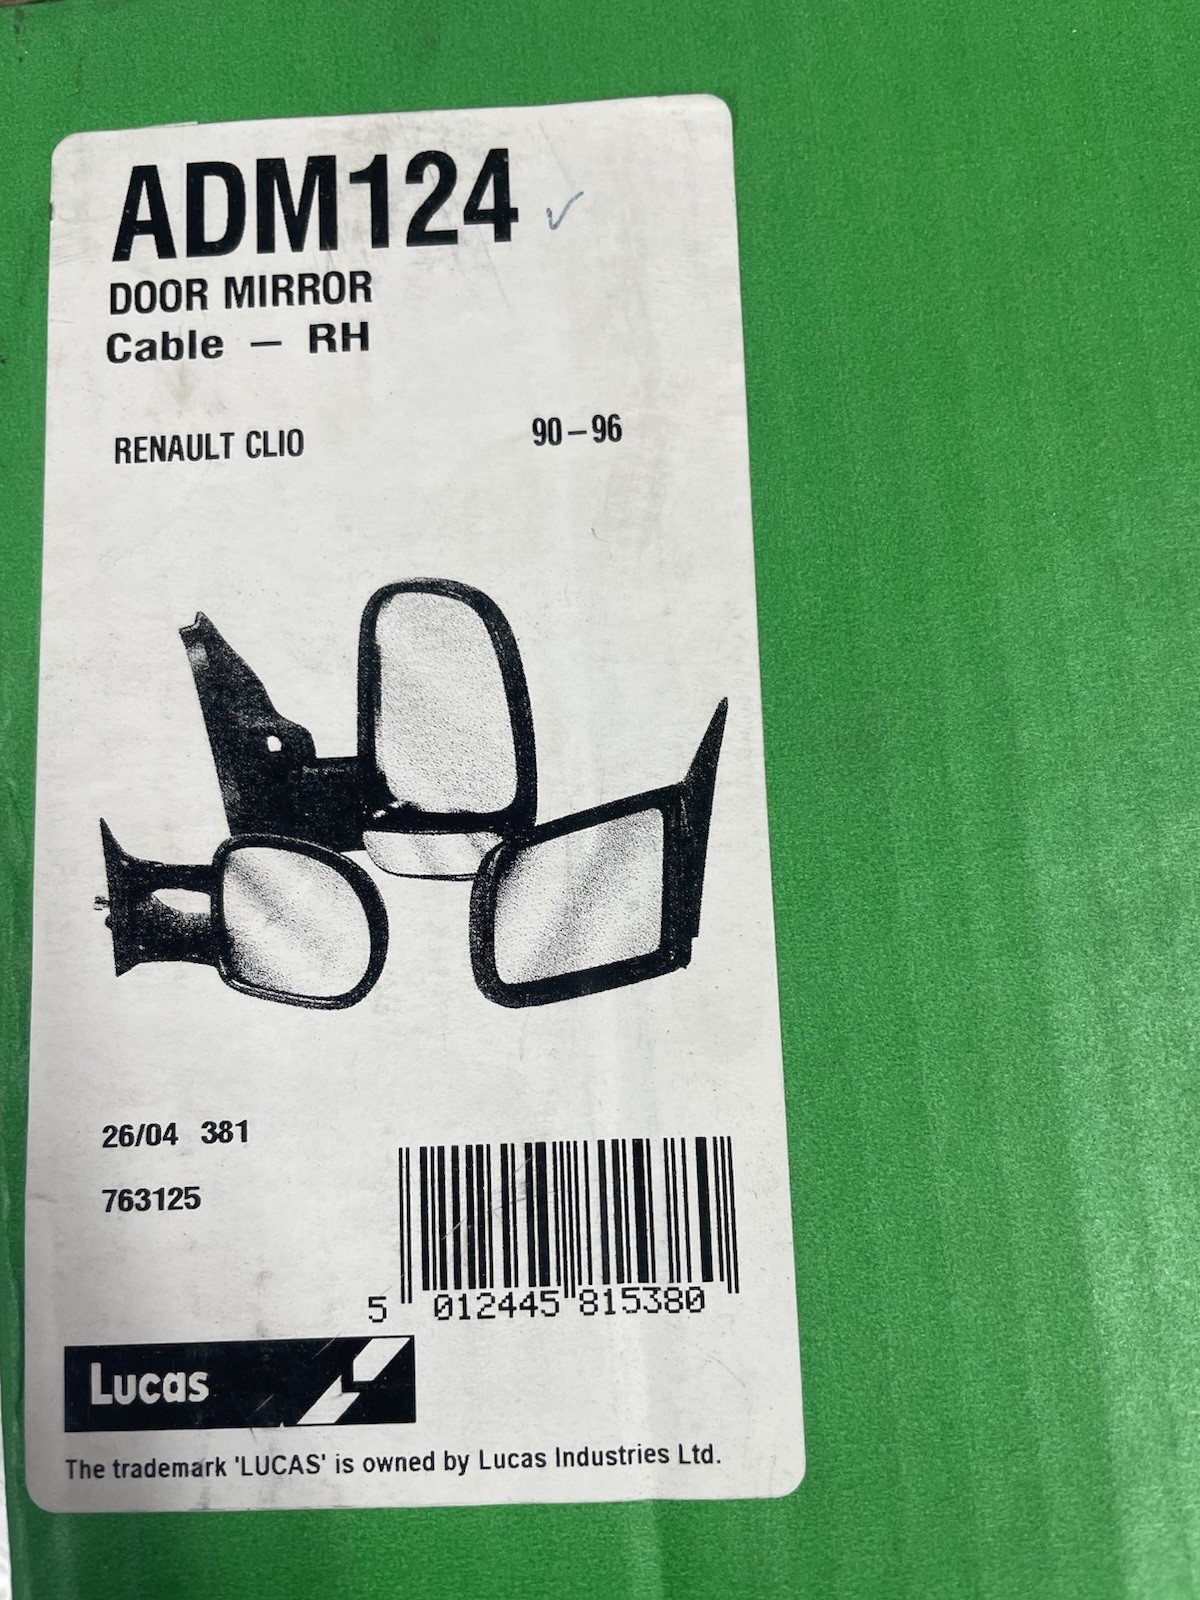 ADM124
DOOR MIRROR
Cable – RH
RENAULT CLIO 90–96
26/04 381
763125
5 012445 815380
Lucas
The trademark 'LUCAS' is owned by Lucas Industries Ltd.